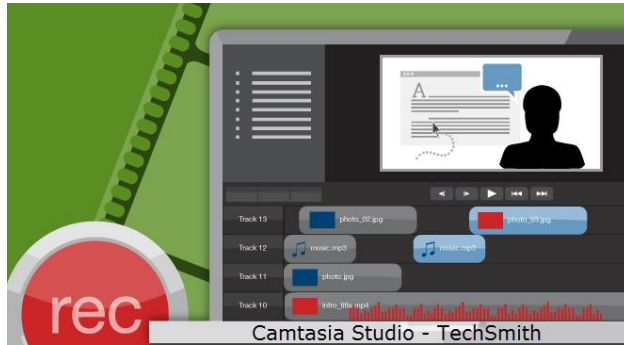 A
...
Track 13 photo_02.jpg photo_03.jpg
Track 12 music.mp3 music.mp3
Track 11 photo.jpg
Track 10 intro_title.mp4
rec
Camtasia Studio - TechSmith